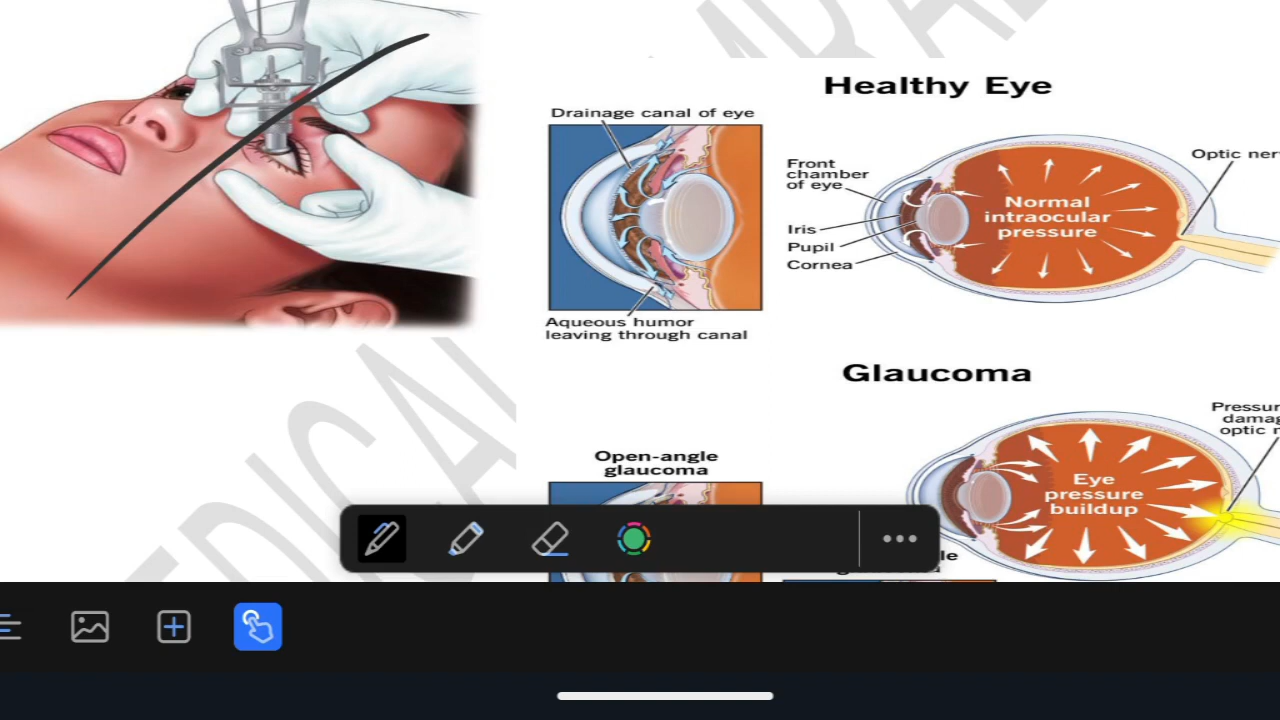 Healthy Eye
Drainage canal of eye
Front
chamber
of eye
Iris
Pupil
Cornea
Normal
intraocular
pressure
Optic ner
Aqueous humor
leaving through canal
Glaucoma
Open-angle
glaucoma
Eye
pressure
buildup
Pressur
damag
optic n
EDICAL